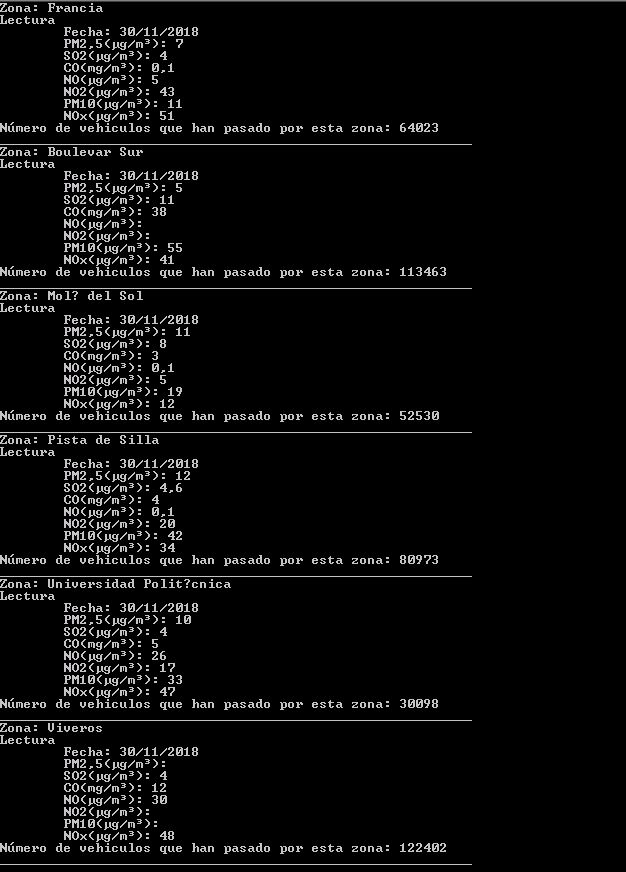 Zona: Francia
Lectura
Fecha: 30/11/2018
PM2,5(µg/m³): 7
SO2(µg/m³): 4
CO(mg/m³): 0,1
NO(µg/m³): 5
NO2(µg/m³): 43
PM10(µg/m³): 11
NOx(µg/m³): 51
Número de vehiculos que han pasado por esta zona: 64023
Zona: Boulevar Sur
Lectura
Fecha: 30/11/2018
PM2,5(µg/m³): 5
SO2(µg/m³): 11
CO(mg/m³): 38
NO(µg/m³):
NO2(µg/m³):
PM10(µg/m³): 55
NOx(µg/m³): 41
Número de vehiculos que han pasado por esta zona: 113463
Zona: Mol? del Sol
Lectura
Fecha: 30/11/2018
PM2,5(µg/m³): 11
SO2(µg/m³): 8
CO(mg/m³): 3
NO(µg/m³): 0,1
NO2(µg/m³): 5
PM10(µg/m³): 19
NOx(µg/m³): 12
Número de vehiculos que han pasado por esta zona: 52530
Zona: Pista de Silla
Lectura
Fecha: 30/11/2018
PM2,5(µg/m³): 12
SO2(µg/m³): 4,6
CO(mg/m³): 4
NO(µg/m³): 0,1
NO2(µg/m³): 20
PM10(µg/m³): 42
NOx(µg/m³): 34
Número de vehiculos que han pasado por esta zona: 80973
Zona: Universidad Polit?cnica
Lectura
Fecha: 30/11/2018
PM2,5(µg/m³): 10
SO2(µg/m³): 4
CO(mg/m³): 5
NO(µg/m³): 26
NO2(µg/m³): 17
PM10(µg/m³): 33
NOx(µg/m³): 47
Número de vehiculos que han pasado por esta zona: 30098
Zona: Viveros
Lectura
Fecha: 30/11/2018
PM2,5(µg/m³):
SO2(µg/m³): 4
CO(mg/m³): 12
NO(µg/m³): 30
NO2(µg/m³):
PM10(µg/m³):
NOx(µg/m³): 48
Número de vehiculos que han pasado por esta zona: 122402